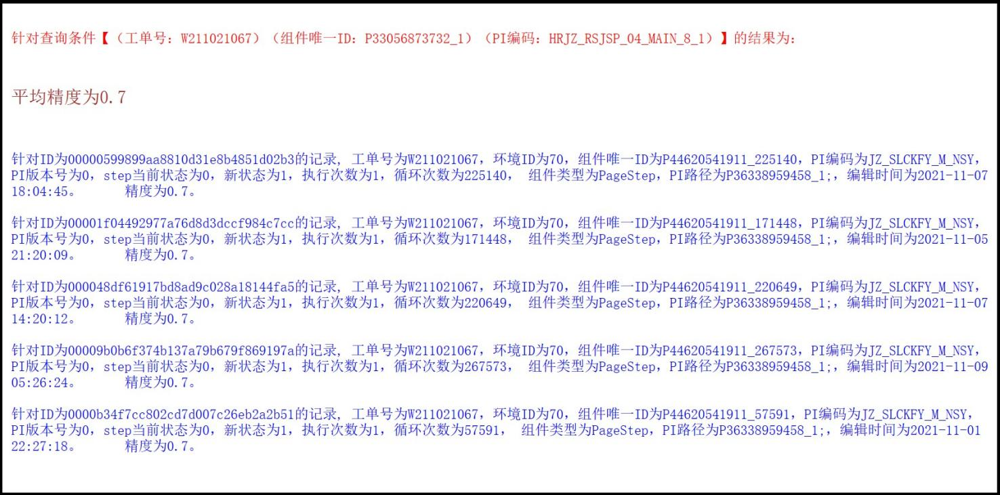 针对查询条件【（工单号：W211021067）（组件唯一ID：P33056873732_1）（PI编码：HRJZ_RSJSP_04_MAIN_8_1）】的结果为：
平均精度为0.7
针对ID为00000599899aa8810d31e8b4851d02b3的记录, 工单号为W211021067，环境ID为70，组件唯一ID为P44620541911_225140，PI编码为JZ_SLCKFY_M_NSY，
PI版本号为0，step当前状态为0，新状态为1，执行次数为1，循环次数为225140， 组件类型为PageStep，PI路径为P36338959458_1;，编辑时间为2021-11-07
18:04:45。 精度为0.7。
针对ID为00001f04492977a76d8d3dccf984c7cc的记录, 工单号为W211021067，环境ID为70，组件唯一ID为P44620541911_171448，PI编码为JZ_SLCKFY_M_NSY，
PI版本号为0，step当前状态为0，新状态为1，执行次数为1，循环次数为171448， 组件类型为PageStep，PI路径为P36338959458_1;，编辑时间为2021-11-05
21:20:09。 精度为0.7。
针对ID为000048df61917bd8ad9c028a18144fa5的记录, 工单号为W211021067，环境ID为70，组件唯一ID为P44620541911_220649，PI编码为JZ_SLCKFY_M_NSY，
PI版本号为0，step当前状态为0，新状态为1，执行次数为1，循环次数为220649， 组件类型为PageStep，PI路径为P36338959458_1;，编辑时间为2021-11-07
14:20:12。 精度为0.7。
针对ID为00009b0b6f374b137a79b679f869197a的记录, 工单号为W211021067，环境ID为70，组件唯一ID为P44620541911_267573，PI编码为JZ_SLCKFY_M_NSY，
PI版本号为0，step当前状态为0，新状态为1，执行次数为1，循环次数为267573， 组件类型为PageStep，PI路径为P36338959458_1;，编辑时间为2021-11-09
05:26:24。 精度为0.7。
针对ID为0000b34f7cc802cd7d007c26eb2a2b51的记录, 工单号为W211021067，环境ID为70，组件唯一ID为P44620541911_57591，PI编码为JZ_SLCKFY_M_NSY，
PI版本号为0，step当前状态为0，新状态为1，执行次数为1，循环次数为57591， 组件类型为PageStep，PI路径为P36338959458_1;，编辑时间为2021-11-01
22:27:18。 精度为0.7。